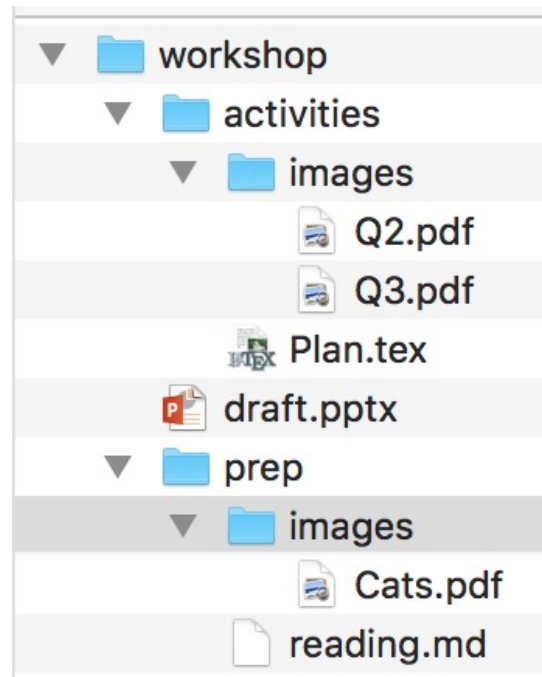 workshop
activities
images
Q2.pdf
Q3.pdf
Plan.tex
draft.pptx
prep
images
Cats.pdf
reading.md